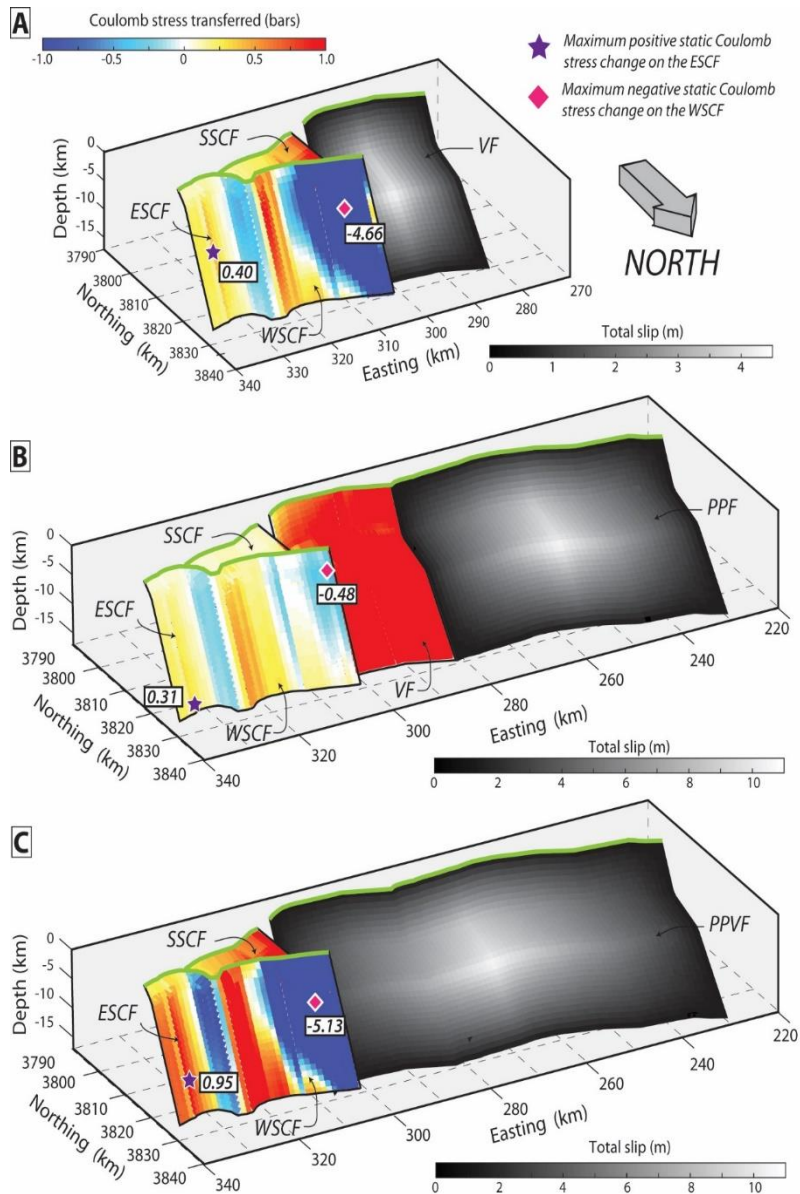 A
Coulomb stress transferred (bars)
-1.0 -0.5 0 0.5 1.0
Maximum positive static Coulomb
stress change on the ESCF
Maximum negative static Coulomb
stress change on the WSCF
SSCF
VF
ESCF
0.40
-4.66
WSCF
Depth (km)
0
-5
-10
-15
3790
3800
3810
3820
3830
3840
Northing (km)
340
330
320
310
300
290
280
270
Easting (km)
NORTH
Total slip (m)
0 1 2 3 4
B
SSCF
PPF
ESCF
-0.48
0.31
WSCF
VF
Depth (km)
0
-5
-10
-15
3790
3800
3810
3820
3830
3840
Northing (km)
340
320
300
280
260
240
220
Easting (km)
Total slip (m)
0 2 4 6 8 10
C
SSCF
PPVF
ESCF
-5.13
0.95
WSCF
Depth (km)
0
-5
-10
-15
3790
3800
3810
3820
3830
3840
Northing (km)
340
320
300
280
260
240
220
Easting (km)
Total slip (m)
0 2 4 6 8 10